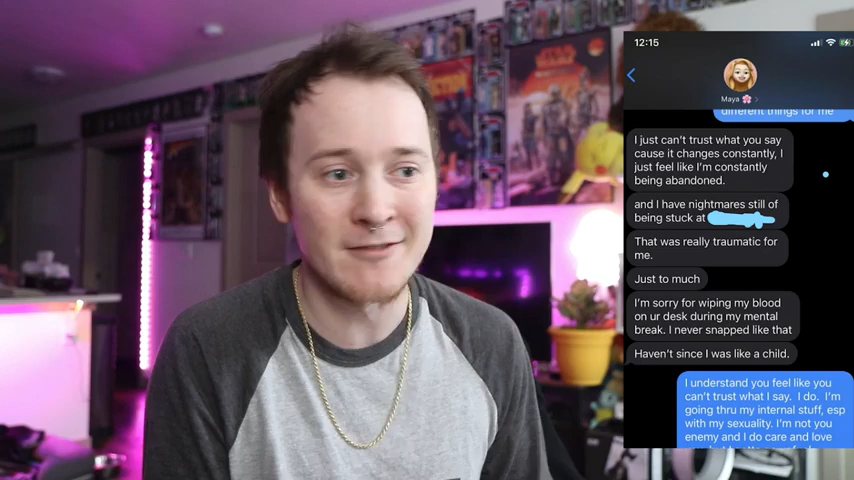 12:15
Maya 🌸
different things for me
I just can't trust what you say
cause it changes constantly, I
just feel like I'm constantly
being abandoned.
and I have nightmares still of
being stuck at
That was really traumatic for
me.
Just to much
I'm sorry for wiping my blood
on ur desk during my mental
break. I never snapped like that
Haven't since I was like a child.
I understand you feel like you
can't trust what I say. I do. I'm
going thru my internal stuff, esp
with my sexuality. I'm not you
enemy and I do care and love
STAR
WARS